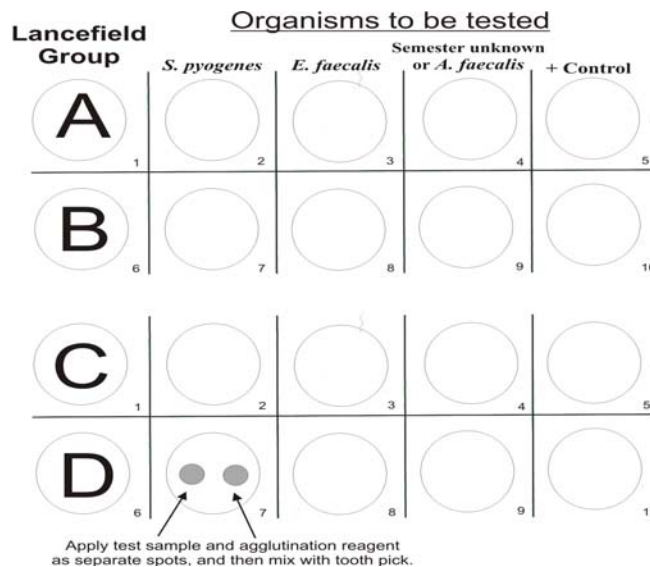 Organisms to be tested
Lancefield
Group
S. pyogenes
E. faecalis
Semester unknown
or A. faecalis
+ Control
A
1
2
3
4
5
B
6
7
8
9
10
C
1
2
3
4
5
D
6
7
8
9
1
Apply test sample and agglutination reagent
as separate spots, and then mix with tooth pick.